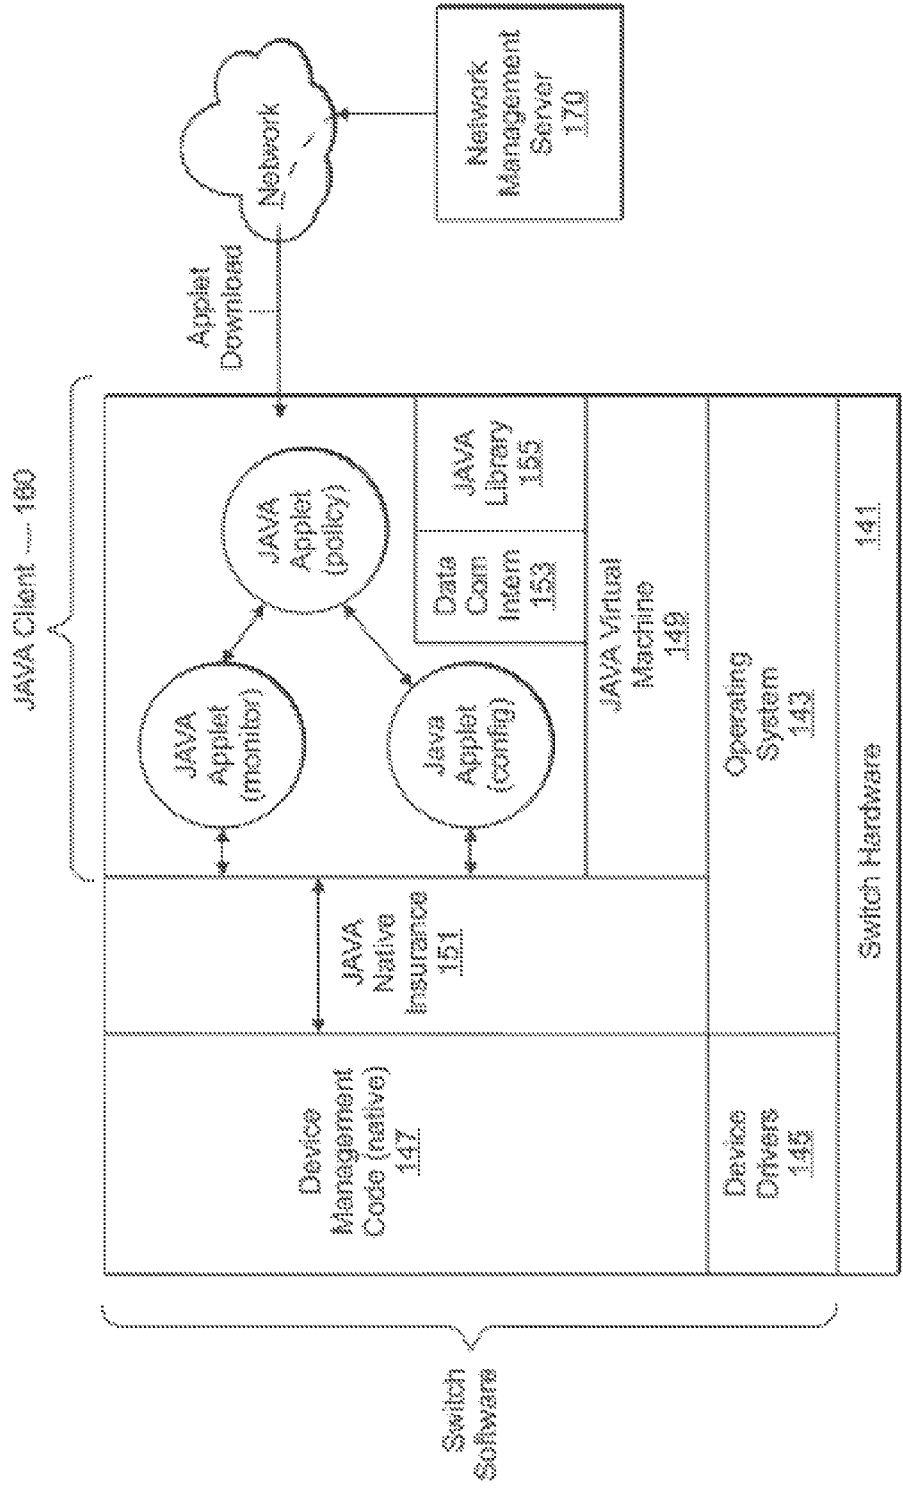 JAVA Client — 160
Applet
Download
Network
Network
Management
Server
170
JAVA
Applet
(monitor)
JAVA
Applet
(policy)
Java
Applet
(config)
Device
Management
Code (native)
147
JAVA
Native
Insurance
151
Data
Com
Intern
153
JAVA
Library
155
JAVA Virtual
Machine
149
Device
Drivers
145
Operating
System
143
Switch Hardware 141
Switch
Software